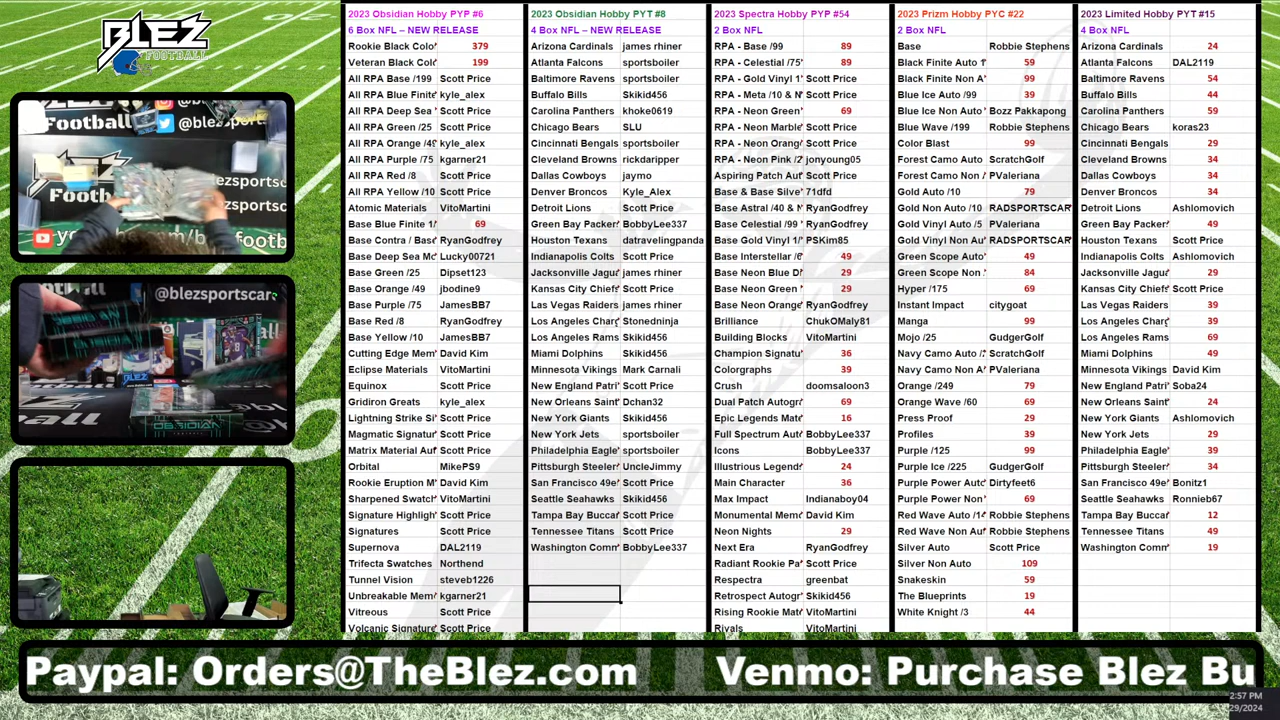 BLEZ
FOOTBALL
2023 Obsidian Hobby PYP #6
6 Box NFL – NEW RELEASE
Rookie Black Colo 379
Veteran Black Col 199
All RPA Base /199 Scott Price
All RPA Blue Finite kyle_alex
All RPA Deep Sea Scott Price
All RPA Green /25 Scott Price
All RPA Orange /49 kyle_alex
All RPA Purple /75 kgarner21
All RPA Red /8 Scott Price
All RPA Yellow /10 Scott Price
Atomic Materials VitoMartini
Base Blue Finite 1/ 69
Base Contra / Base RyanGodfrey
Base Deep Sea Mo Lucky00721
Base Green /25 Dipset123
Base Orange /49 jbodine9
Base Purple /75 JamesBB7
Base Red /8 RyanGodfrey
Base Yellow /10 JamesBB7
Cutting Edge Mem David Kim
Eclipse Materials VitoMartini
Equinox Scott Price
Gridiron Greats kyle_alex
Lightning Strike Si Scott Price
Magmatic Signatur Scott Price
Matrix Material Aut Scott Price
Orbital MikePS9
Rookie Eruption M David Kim
Sharpened Swatch VitoMartini
Signature Highligh Scott Price
Signatures Scott Price
Supernova DAL2119
Trifecta Swatches Northend
Tunnel Vision steveb1226
Unbreakable Mem kgarner21
Vitreous Scott Price
Volcanic Signature Scott Price
2023 Obsidian Hobby PYT #8
4 Box NFL – NEW RELEASE
Arizona Cardinals james rhiner
Atlanta Falcons sportsboiler
Baltimore Ravens sportsboiler
Buffalo Bills Skikid456
Carolina Panthers khoke0619
Chicago Bears SLU
Cincinnati Bengals sportsboiler
Cleveland Browns rickdaripper
Dallas Cowboys jaymo
Denver Broncos Kyle_Alex
Detroit Lions Scott Price
Green Bay Packer BobbyLee337
Houston Texans datravelingpanda
Indianapolis Colts Scott Price
Jacksonville Jagua james rhiner
Kansas City Chiefs Scott Price
Las Vegas Raiders james rhiner
Los Angeles Charg Stonedninja
Los Angeles Rams Skikid456
Miami Dolphins Skikid456
Minnesota Vikings Mark Carnali
New England Patri Scott Price
New Orleans Saint Dchan32
New York Giants Skikid456
New York Jets sportsboiler
Philadelphia Eagle sportsboiler
Pittsburgh Steeler UncleJimmy
San Francisco 49e Scott Price
Seattle Seahawks Skikid456
Tampa Bay Buccar Scott Price
Tennessee Titans Scott Price
Washington Comm BobbyLee337
2023 Spectra Hobby PYP #54
2 Box NFL
RPA - Base /99 89
RPA - Celestial /75 89
RPA - Gold Vinyl 1 Scott Price
RPA - Meta /10 & N Scott Price
RPA - Neon Green 69
RPA - Neon Marble Scott Price
RPA - Neon Orang Scott Price
RPA - Neon Pink /2 jonyoung05
Aspiring Patch Aut Scott Price
Base & Base Silve 71dfd
Base Astral /40 & N RyanGodfrey
Base Celestial /99 RyanGodfrey
Base Gold Vinyl 1/ PSKim85
Base Interstellar /6 49
Base Neon Blue D 29
Base Neon Green 29
Base Neon Orange RyanGodfrey
Brilliance ChukOMaly81
Building Blocks VitoMartini
Champion Signatu 36
Colorgraphs 39
Crush doomsaloon3
Dual Patch Autogr 69
Epic Legends Mate 16
Full Spectrum Aut BobbyLee337
Icons BobbyLee337
Illustrious Legend 24
Main Character 36
Max Impact Indianaboy04
Monumental Mem David Kim
Neon Nights 29
Next Era RyanGodfrey
Radiant Rookie Pa Scott Price
Respectra greenbat
Retrospect Autogr Skikid456
Rising Rookie Mate VitoMartini
Rivals VitoMartini
2023 Prizm Hobby PYC #22
2 Box NFL
Base Robbie Stephens
Black Finite Auto 1 59
Black Finite Non A 99
Blue Ice Auto /99 39
Blue Ice Non Auto Bozz Pakkapong
Blue Wave /199 Robbie Stephens
Color Blast 99
Forest Camo Auto ScratchGolf
Forest Camo Non PValeriana
Gold Auto /10 79
Gold Non Auto /10 RADSPORTSCAR
Gold Vinyl Auto /5 PValeriana
Gold Vinyl Non Au RADSPORTSCAR
Green Scope Auto 49
Green Scope Non 84
Hyper /175 69
Instant Impact citygoat
Manga 99
Mojo /25 GudgerGolf
Navy Camo Auto / ScratchGolf
Navy Camo Non A PValeriana
Orange /249 79
Orange Wave /60 69
Press Proof 29
Profiles 39
Purple /125 99
Purple Ice /225 GudgerGolf
Purple Power Auto Dirtyfeet6
Purple Power Non 69
Red Wave Auto /14 Robbie Stephens
Red Wave Non Aut Robbie Stephens
Silver Auto Scott Price
Silver Non Auto 109
Snakeskin 59
The Blueprints 19
White Knight /3 44
2023 Limited Hobby PYT #15
4 Box NFL
Arizona Cardinals 24
Atlanta Falcons DAL2119
Baltimore Ravens 54
Buffalo Bills 44
Carolina Panthers 59
Chicago Bears koras23
Cincinnati Bengals 29
Cleveland Browns 34
Dallas Cowboys 34
Denver Broncos 34
Detroit Lions Ashlomovich
Green Bay Packer 49
Houston Texans Scott Price
Indianapolis Colts Ashlomovich
Jacksonville Jagua 29
Kansas City Chiefs Scott Price
Las Vegas Raiders 39
Los Angeles Charg 39
Los Angeles Rams 69
Miami Dolphins 49
Minnesota Vikings David Kim
New England Patri Soba24
New Orleans Saint 24
New York Giants Ashlomovich
New York Jets 29
Philadelphia Eagle 39
Pittsburgh Steeler 34
San Francisco 49e Bonitz1
Seattle Seahawks Ronnieb67
Tampa Bay Buccar 12
Tennessee Titans 49
Washington Comm 19
Football
@blez
Footb
ezsportsc
@blezsportscar
OBSIDIAN
Paypal: Orders@TheBlez.com Venmo: Purchase Blez Bu
2:57 PM
29/2024